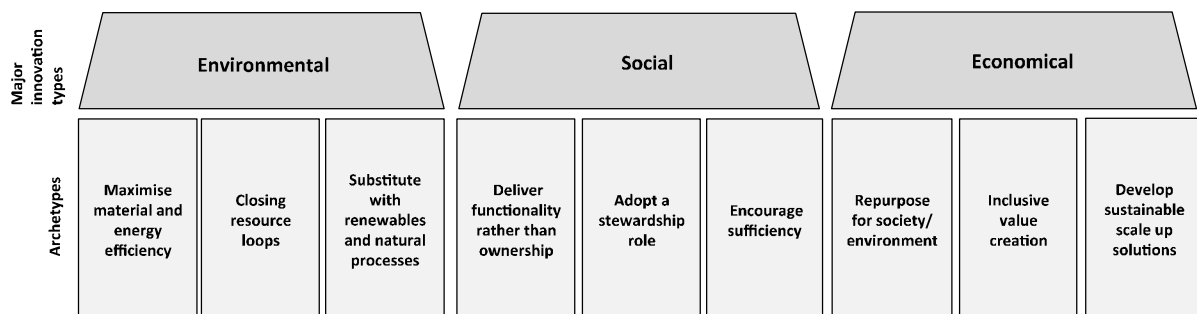 Major
innovation
types
Environmental
Social
Economical
Archetypes
Maximise
material and
energy
efficiency
Closing
resource
loops
Substitute
with
renewables
and natural
processes
Deliver
functionality
rather than
ownership
Adopt a
stewardship
role
Encourage
sufficiency
Repurpose
for society/
environment
Inclusive
value
creation
Develop
sustainable
scale up
solutions